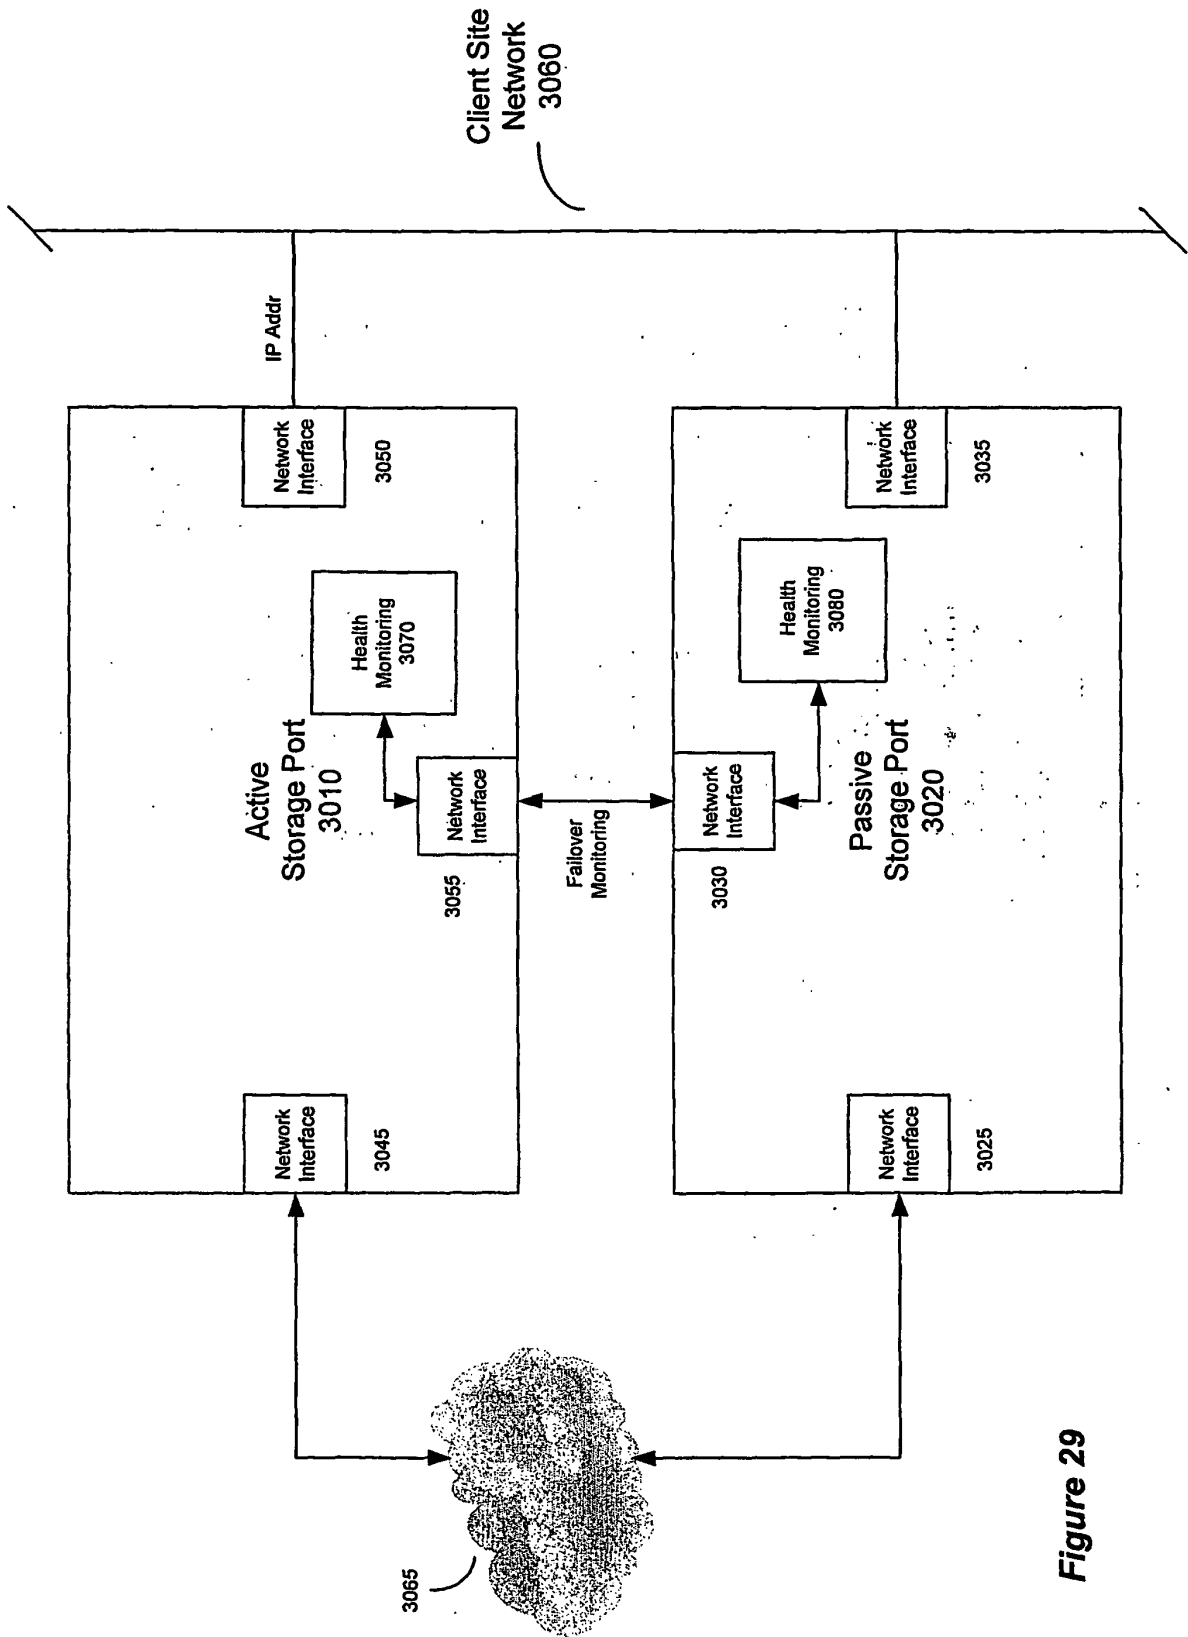 Client Site
Network
3060
IP Addr
Network
Interface
3050
Health
Monitoring
3070
Active
Storage Port
3010
Network
Interface
3055
Network
Interface
3045
Failover
Monitoring
Network
Interface
3035
Health
Monitoring
3080
Network
Interface
3030
Passive
Storage Port
3020
Network
Interface
3025
3065
Figure 29